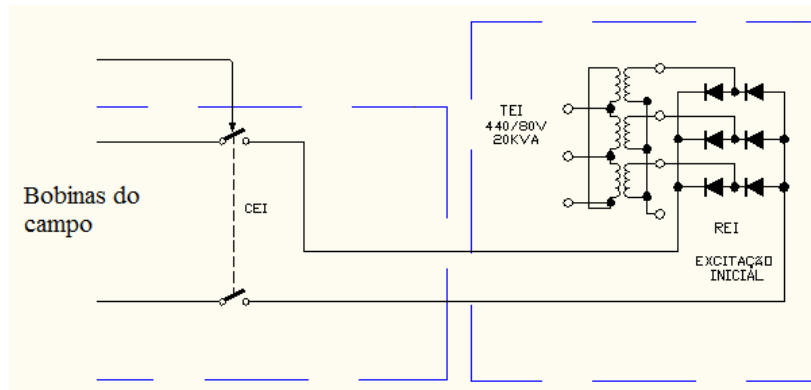 TEI
440/80V
20KVA
Bobinas do
campo
CEI
REI
EXCITAÇÃO
INICIAL